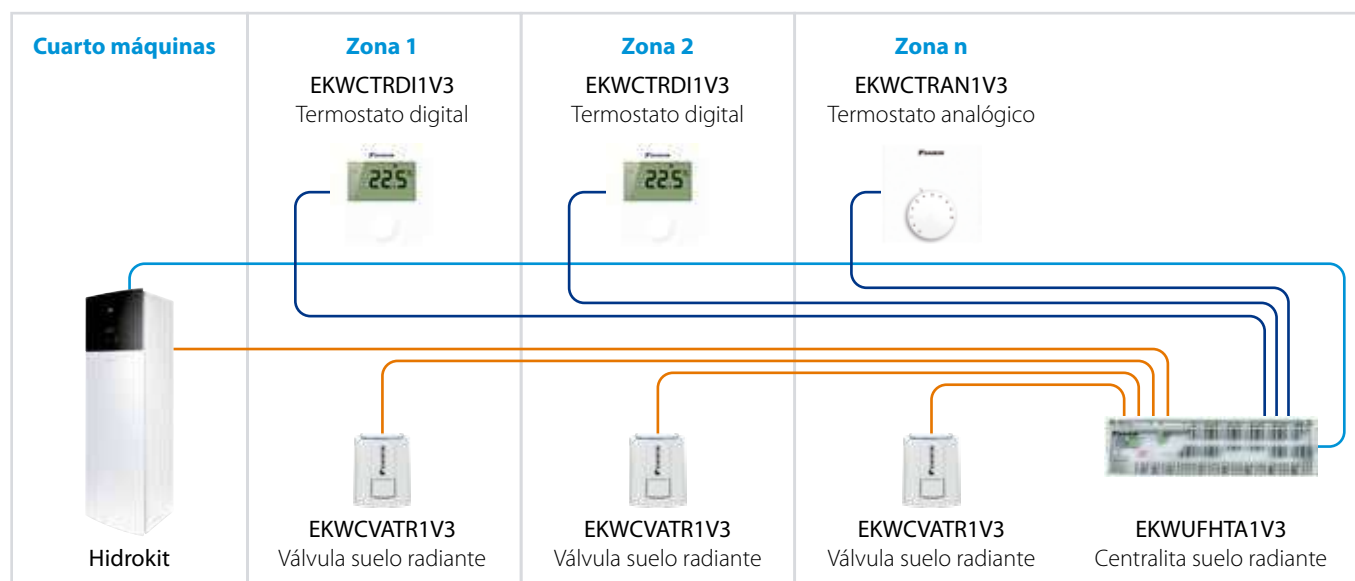 Cuarto máquinas
Zona 1
Zona 2
Zona n
EKWCTRDI1V3
Termostato digital
EKWCTRDI1V3
Termostato digital
EKWCTRAN1V3
Termostato analógico
22.5°
22.5°
Hidrokit
EKWCVATR1V3
Válvula suelo radiante
EKWCVATR1V3
Válvula suelo radiante
EKWCVATR1V3
Válvula suelo radiante
EKWUFHTA1V3
Centralita suelo radiante